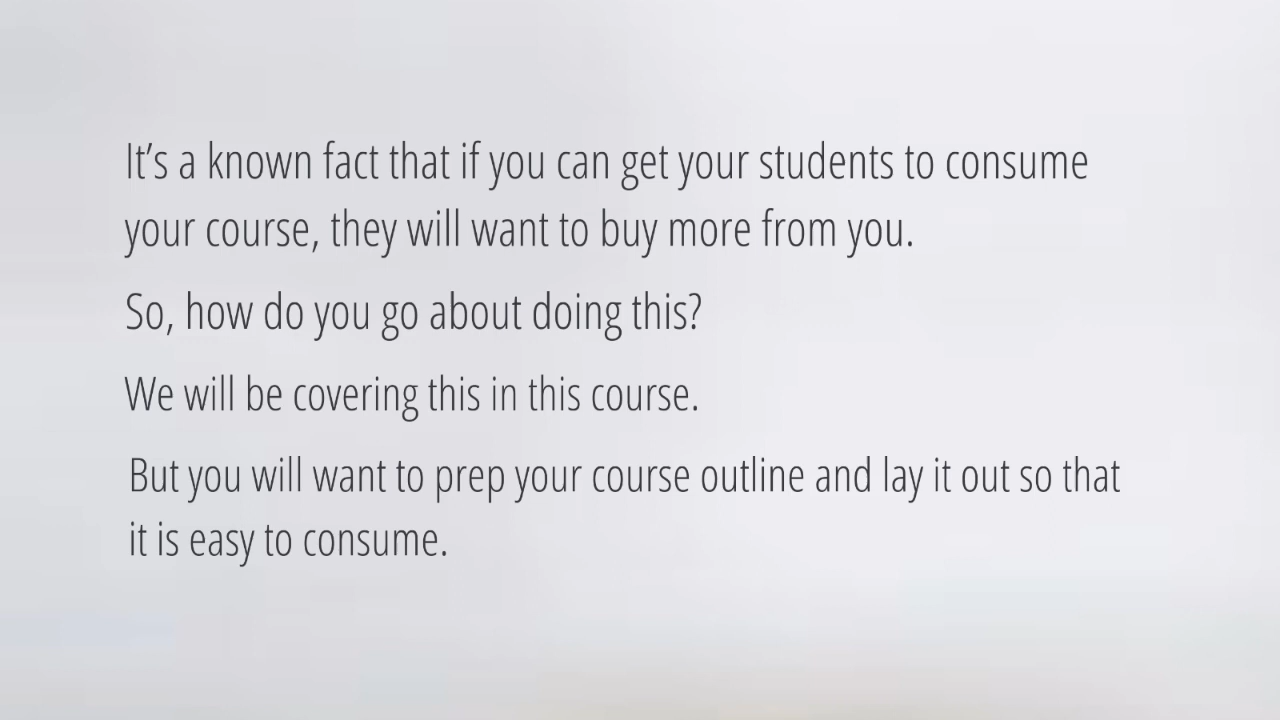 It’s a known fact that if you can get your students to consume
your course, they will want to buy more from you.
So, how do you go about doing this?
We will be covering this in this course.
But you will want to prep your course outline and lay it out so that
it is easy to consume.